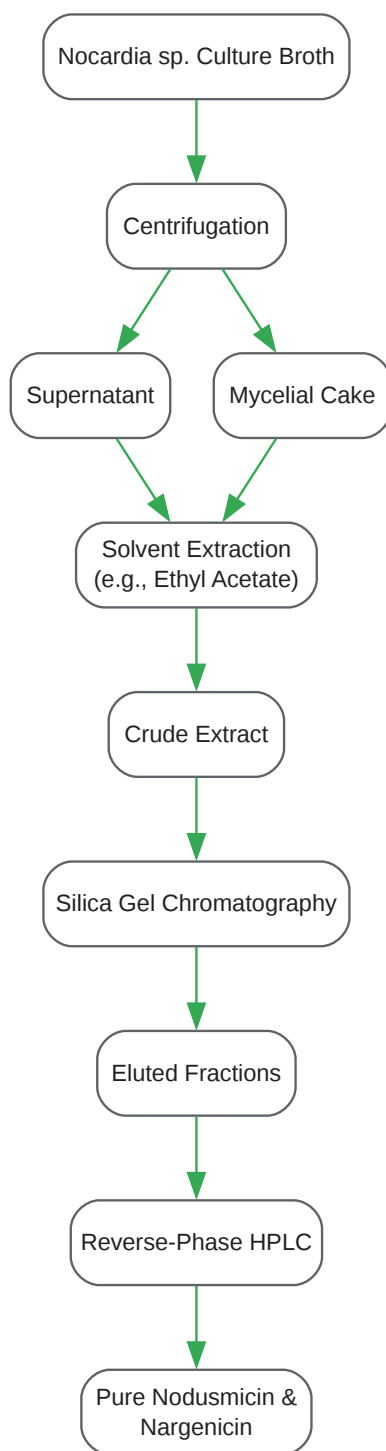 Nocardia sp. Culture Broth
Centrifugation
Supernatant
Mycelial Cake
Solvent Extraction
(e.g., Ethyl Acetate)
Crude Extract
Silica Gel Chromatography
Eluted Fractions
Reverse-Phase HPLC
Pure Nodusmicin &
Nargenicin